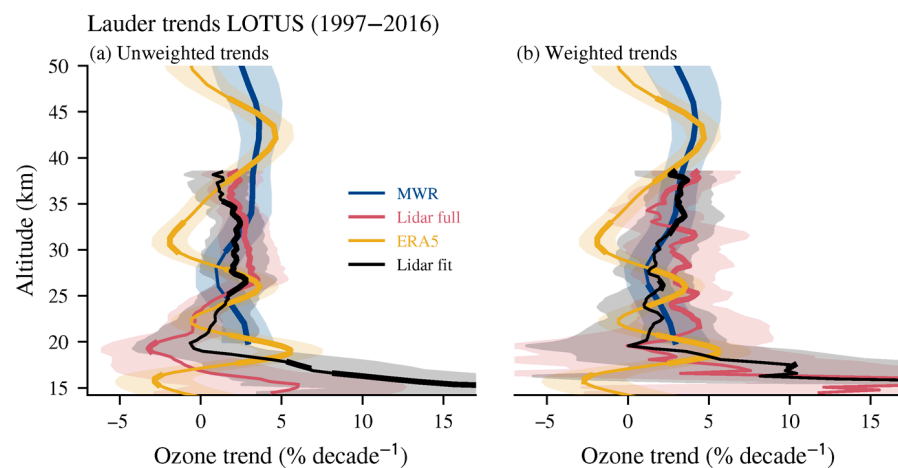 Lauder trends LOTUS (1997−2016)
(a) Unweighted trends
(b) Weighted trends
50
45
40
35
30
25
20
15
Altitude (km)
MWR
Lidar full
ERA5
Lidar fit
−5 0 5 10 15
−5 0 5 10 15
Ozone trend (% decade⁻¹)
Ozone trend (% decade⁻¹)